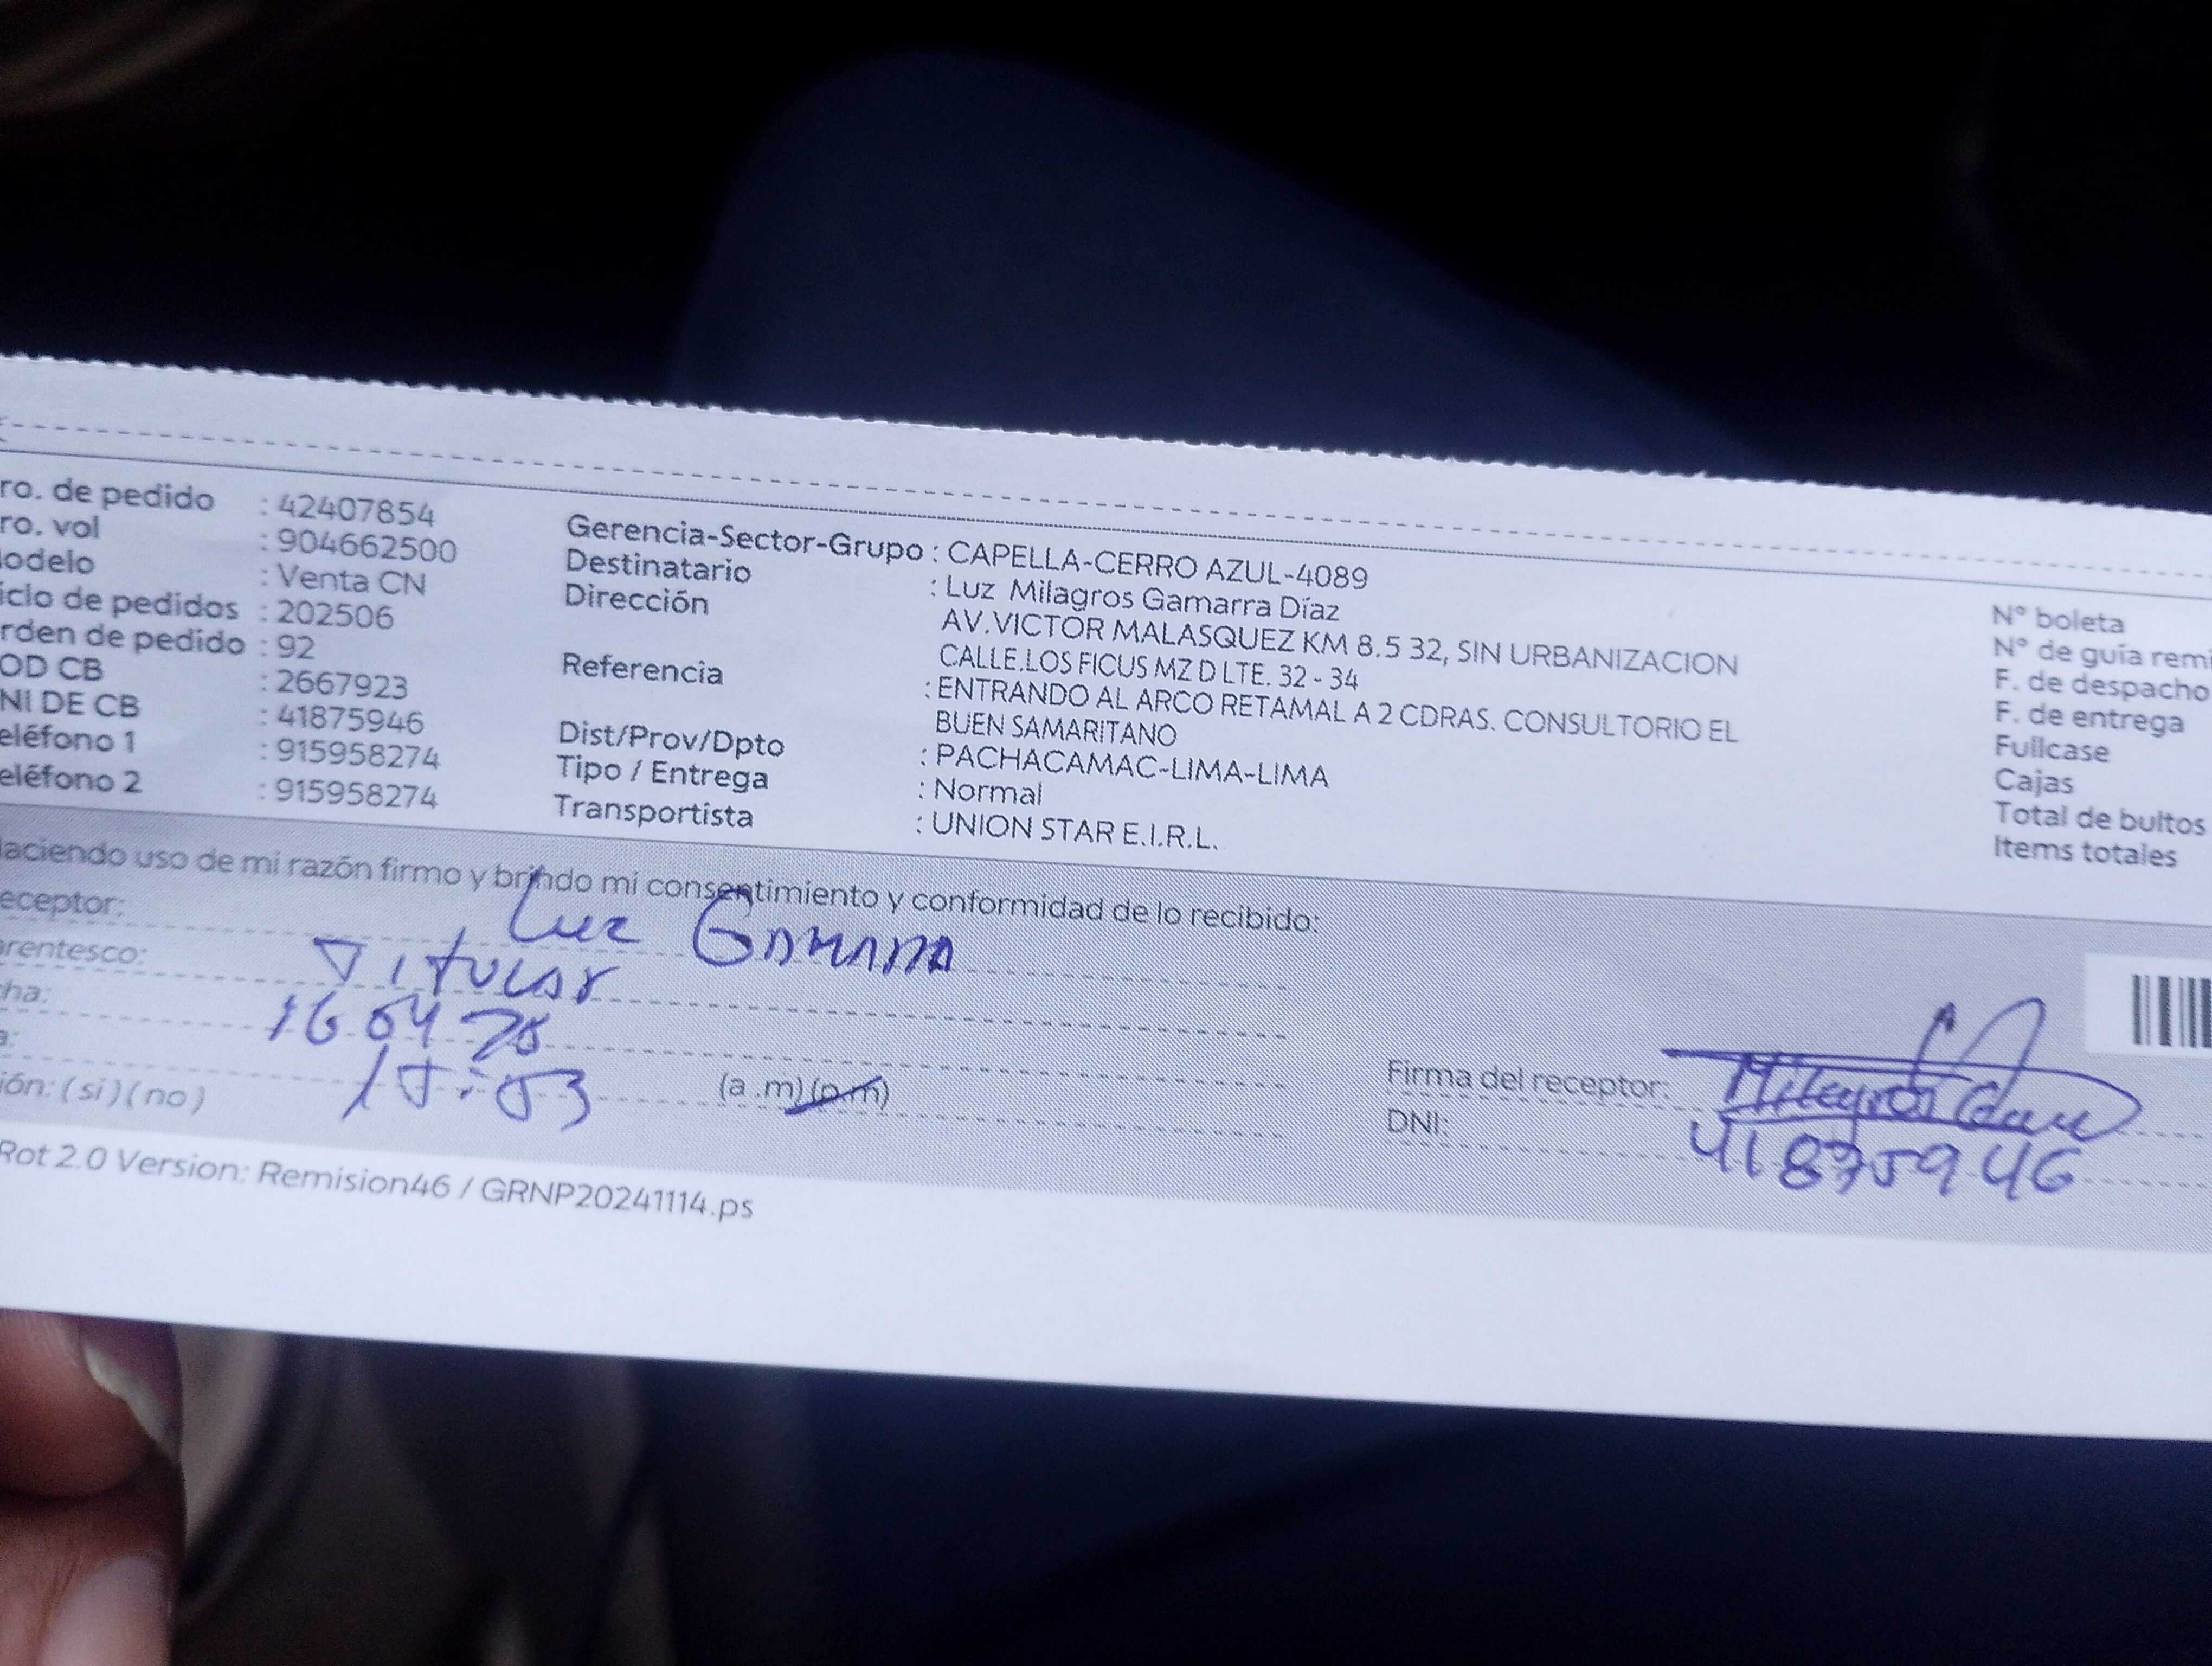 ro. de pedido : 42407854
ro. vol : 904662500
odelo : Venta CN
iclo de pedidos : 202506
rden de pedido : 92
OD CB : 2667923
NI DE CB : 41875946
eléfono 1 : 915958274
eléfono 2 : 915958274
Gerencia-Sector-Grupo : CAPELLA-CERRO AZUL-4089
Destinatario : Luz Milagros Gamarra Díaz
Dirección AV.VICTOR MALASQUEZ KM 8.5 32, SIN URBANIZACION
CALLE.LOS FICUS MZ D LTE. 32 - 34
Referencia : ENTRANDO AL ARCO RETAMAL A 2 CDRAS. CONSULTORIO EL
BUEN SAMARITANO
Dist/Prov/Dpto : PACHACAMAC-LIMA-LIMA
Tipo / Entrega : Normal
Transportista : UNION STAR E.I.R.L.
N° boleta
N° de guía remi
F. de despacho
F. de entrega
Fullcase
Cajas
Total de bultos
Items totales
aciendo uso de mi razón firmo y brindo mi consentimiento y conformidad de lo recibido:
eceptor: Luz Gamarra
rentesco: Titular
ha: 16 04
a: 15:03 (a.m)(p.m)
ión: (si)(no)
Firma del receptor: Milagros
DNI: 41875946
Rot 2.0 Version: Remision46 / GRNP20241114.ps